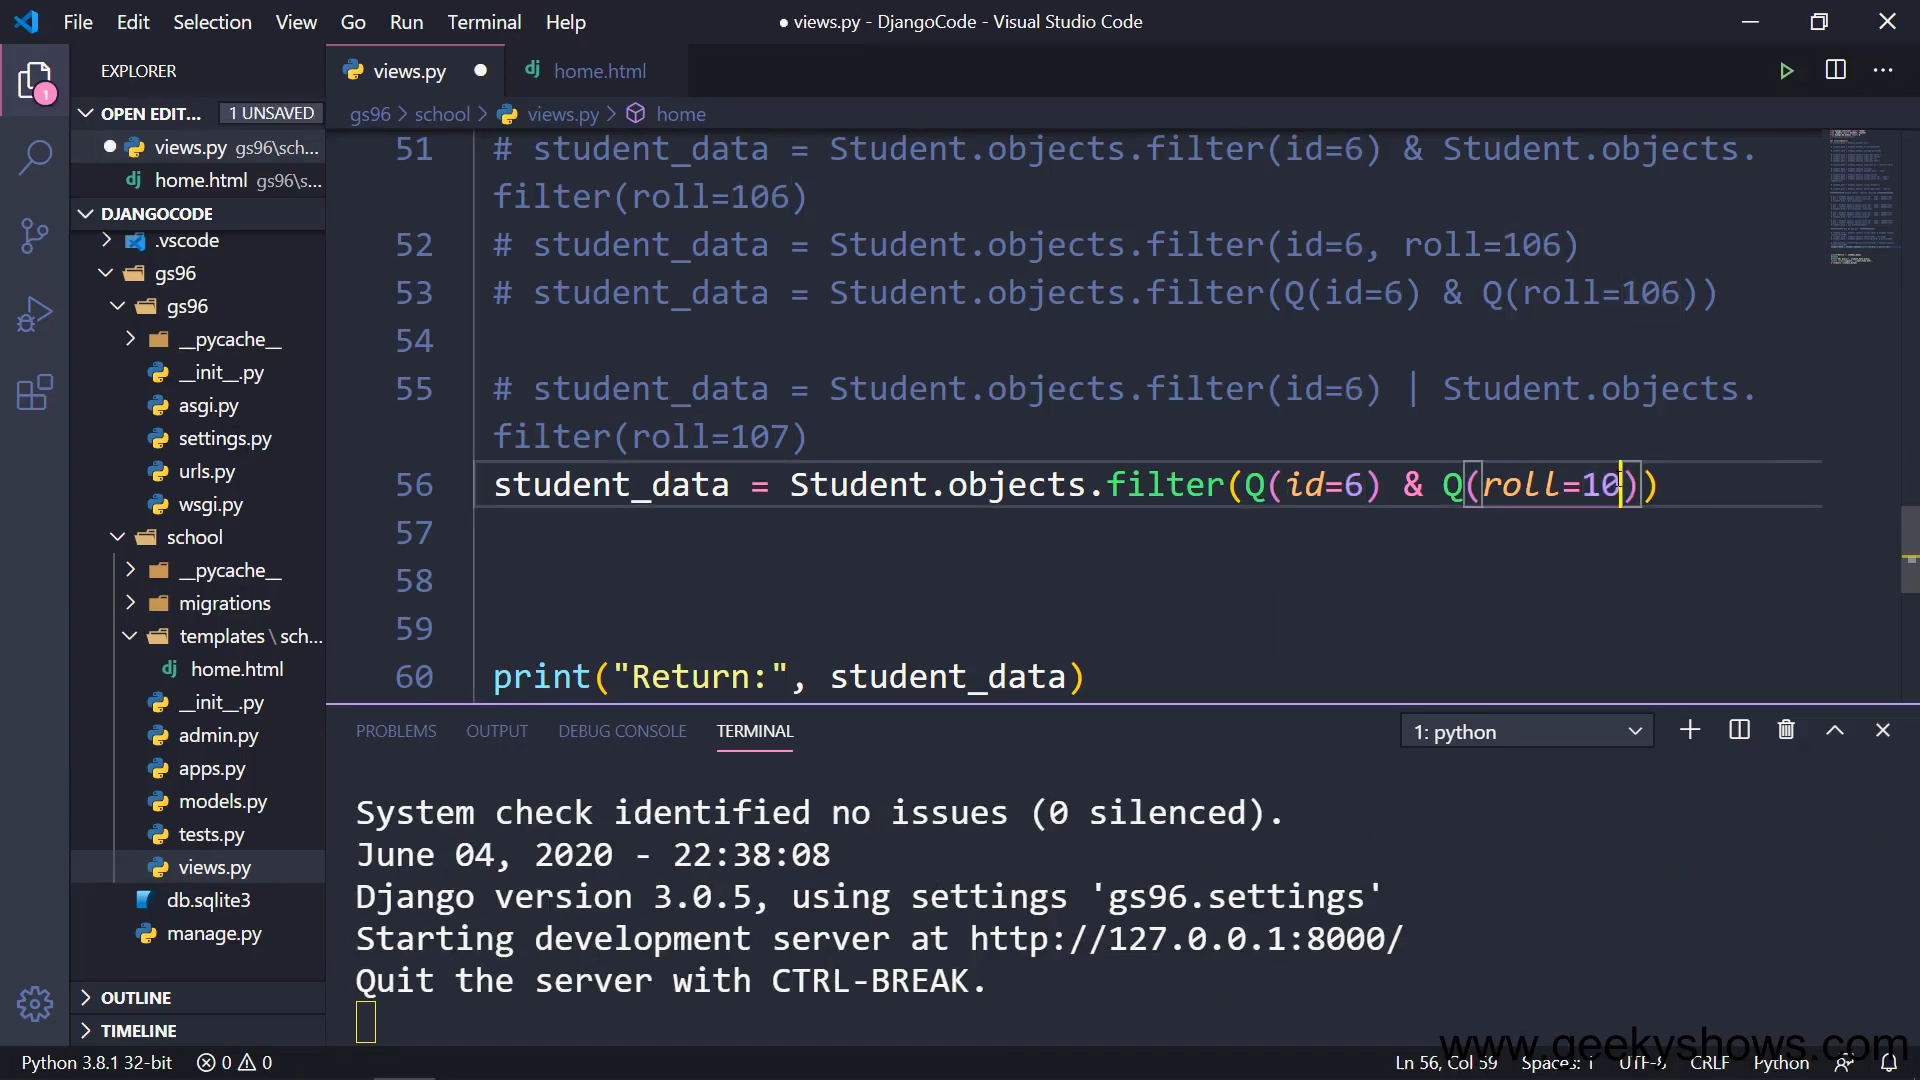 File Edit Selection View Go Run Terminal Help
● views.py - DjangoCode - Visual Studio Code
EXPLORER
views.py
home.html
1
OPEN EDIT... 1 UNSAVED
gs96 > school > views.py > home
views.py gs96\sch...
home.html gs96\s...
DJANGOCODE
.vscode
gs96
gs96
__pycache__
__init__.py
asgi.py
settings.py
urls.py
wsgi.py
school
__pycache__
migrations
templates\sch...
home.html
__init__.py
admin.py
apps.py
models.py
tests.py
views.py
db.sqlite3
manage.py
OUTLINE
TIMELINE
51 # student_data = Student.objects.filter(id=6) & Student.objects.
filter(roll=106)
52 # student_data = Student.objects.filter(id=6, roll=106)
53 # student_data = Student.objects.filter(Q(id=6) & Q(roll=106))
54
55 # student_data = Student.objects.filter(id=6) | Student.objects.
filter(roll=107)
56 student_data = Student.objects.filter(Q(id=6) & Q(roll=10))
57
58
59
60 print("Return:", student_data)
PROBLEMS OUTPUT DEBUG CONSOLE TERMINAL
1: python
System check identified no issues (0 silenced).
June 04, 2020 - 22:38:08
Django version 3.0.5, using settings 'gs96.settings'
Starting development server at http://127.0.0.1:8000/
Quit the server with CTRL-BREAK.
www.geekyshows.com
Python 3.8.1 32-bit 0 0
Ln 56, Col 59 Spaces: 1 UTF-8 CRLF Python